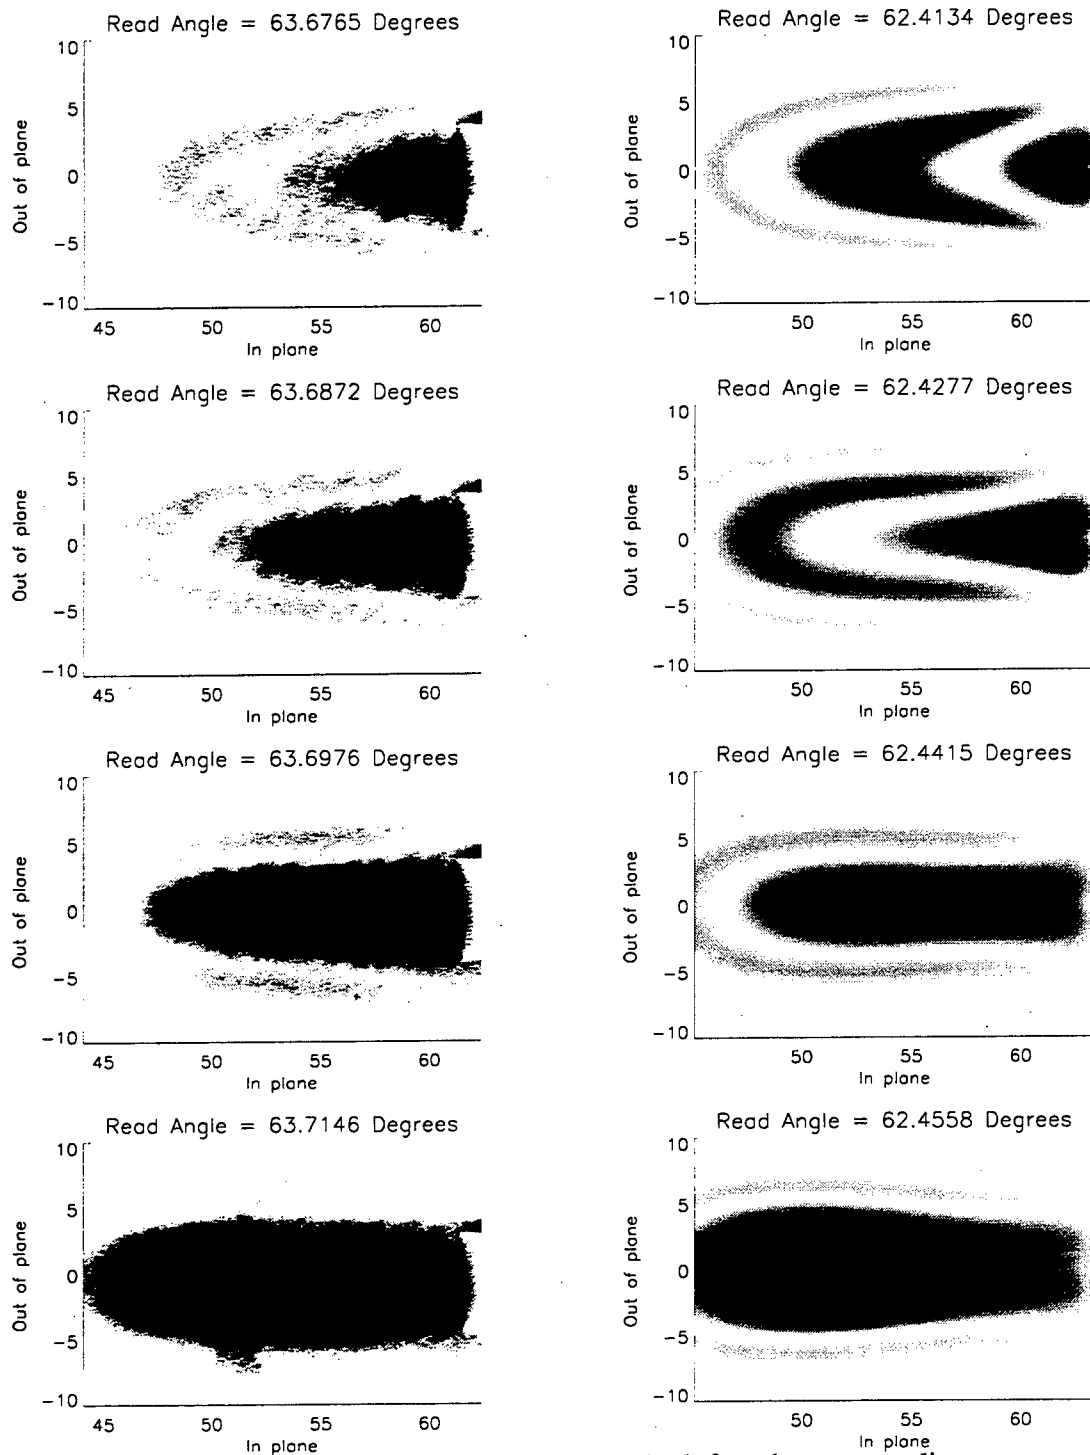 Read Angle = 63.6765 Degrees
10
5
0
−5
−10
Out of plane
45 50 55 60
In plane
Read Angle = 62.4134 Degrees
10
5
0
−5
−10
Out of plane
50 55 60
In plane
Read Angle = 63.6872 Degrees
10
5
0
−5
−10
Out of plane
45 50 55 60
In plane
Read Angle = 62.4277 Degrees
10
5
0
−5
−10
Out of plane
50 55 60
In plane
Read Angle = 63.6976 Degrees
10
5
0
−5
−10
Out of plane
45 50 55 60
In plane
Read Angle = 62.4415 Degrees
10
5
0
−5
−10
Out of plane
50 55 60
In plane
Read Angle = 63.7146 Degrees
10
5
0
−5
−10
Out of plane
45 50 55 60
In plane
Read Angle = 62.4558 Degrees
10
5
0
−5
−10
Out of plane
50 55 60
In plane